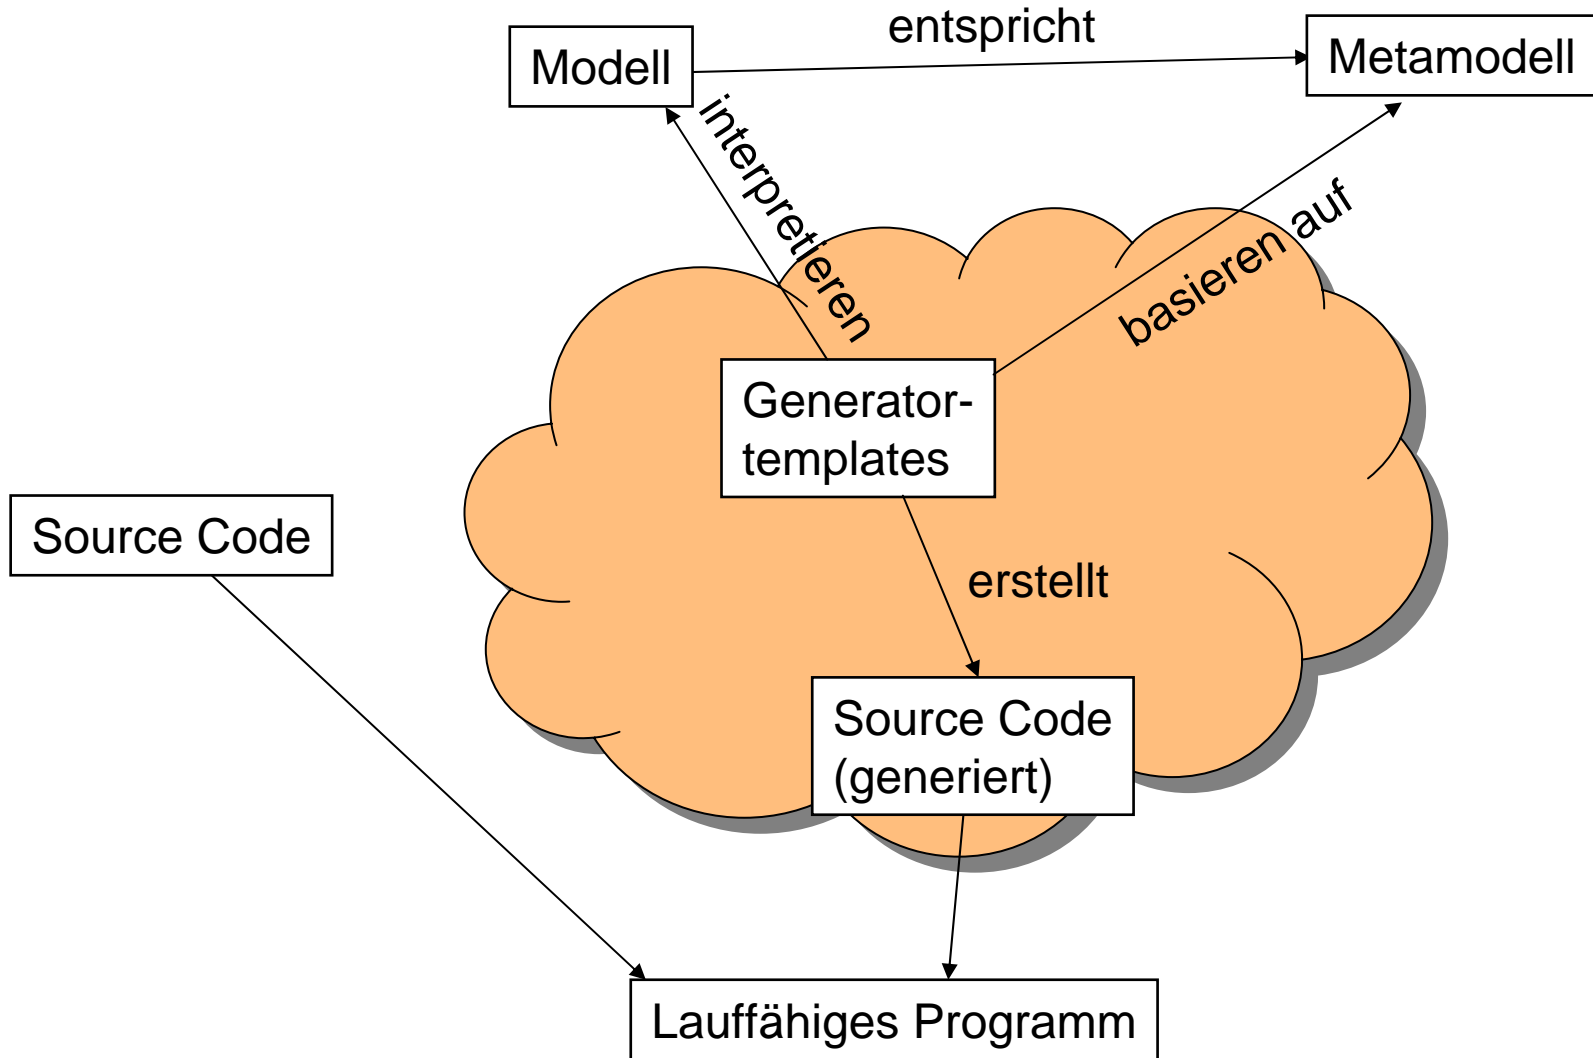 entspricht
Modell
Metamodell
interpretieren
basieren auf
Generator-
templates
Source Code
erstellt
Source Code
(generiert)
Lauffähiges Programm